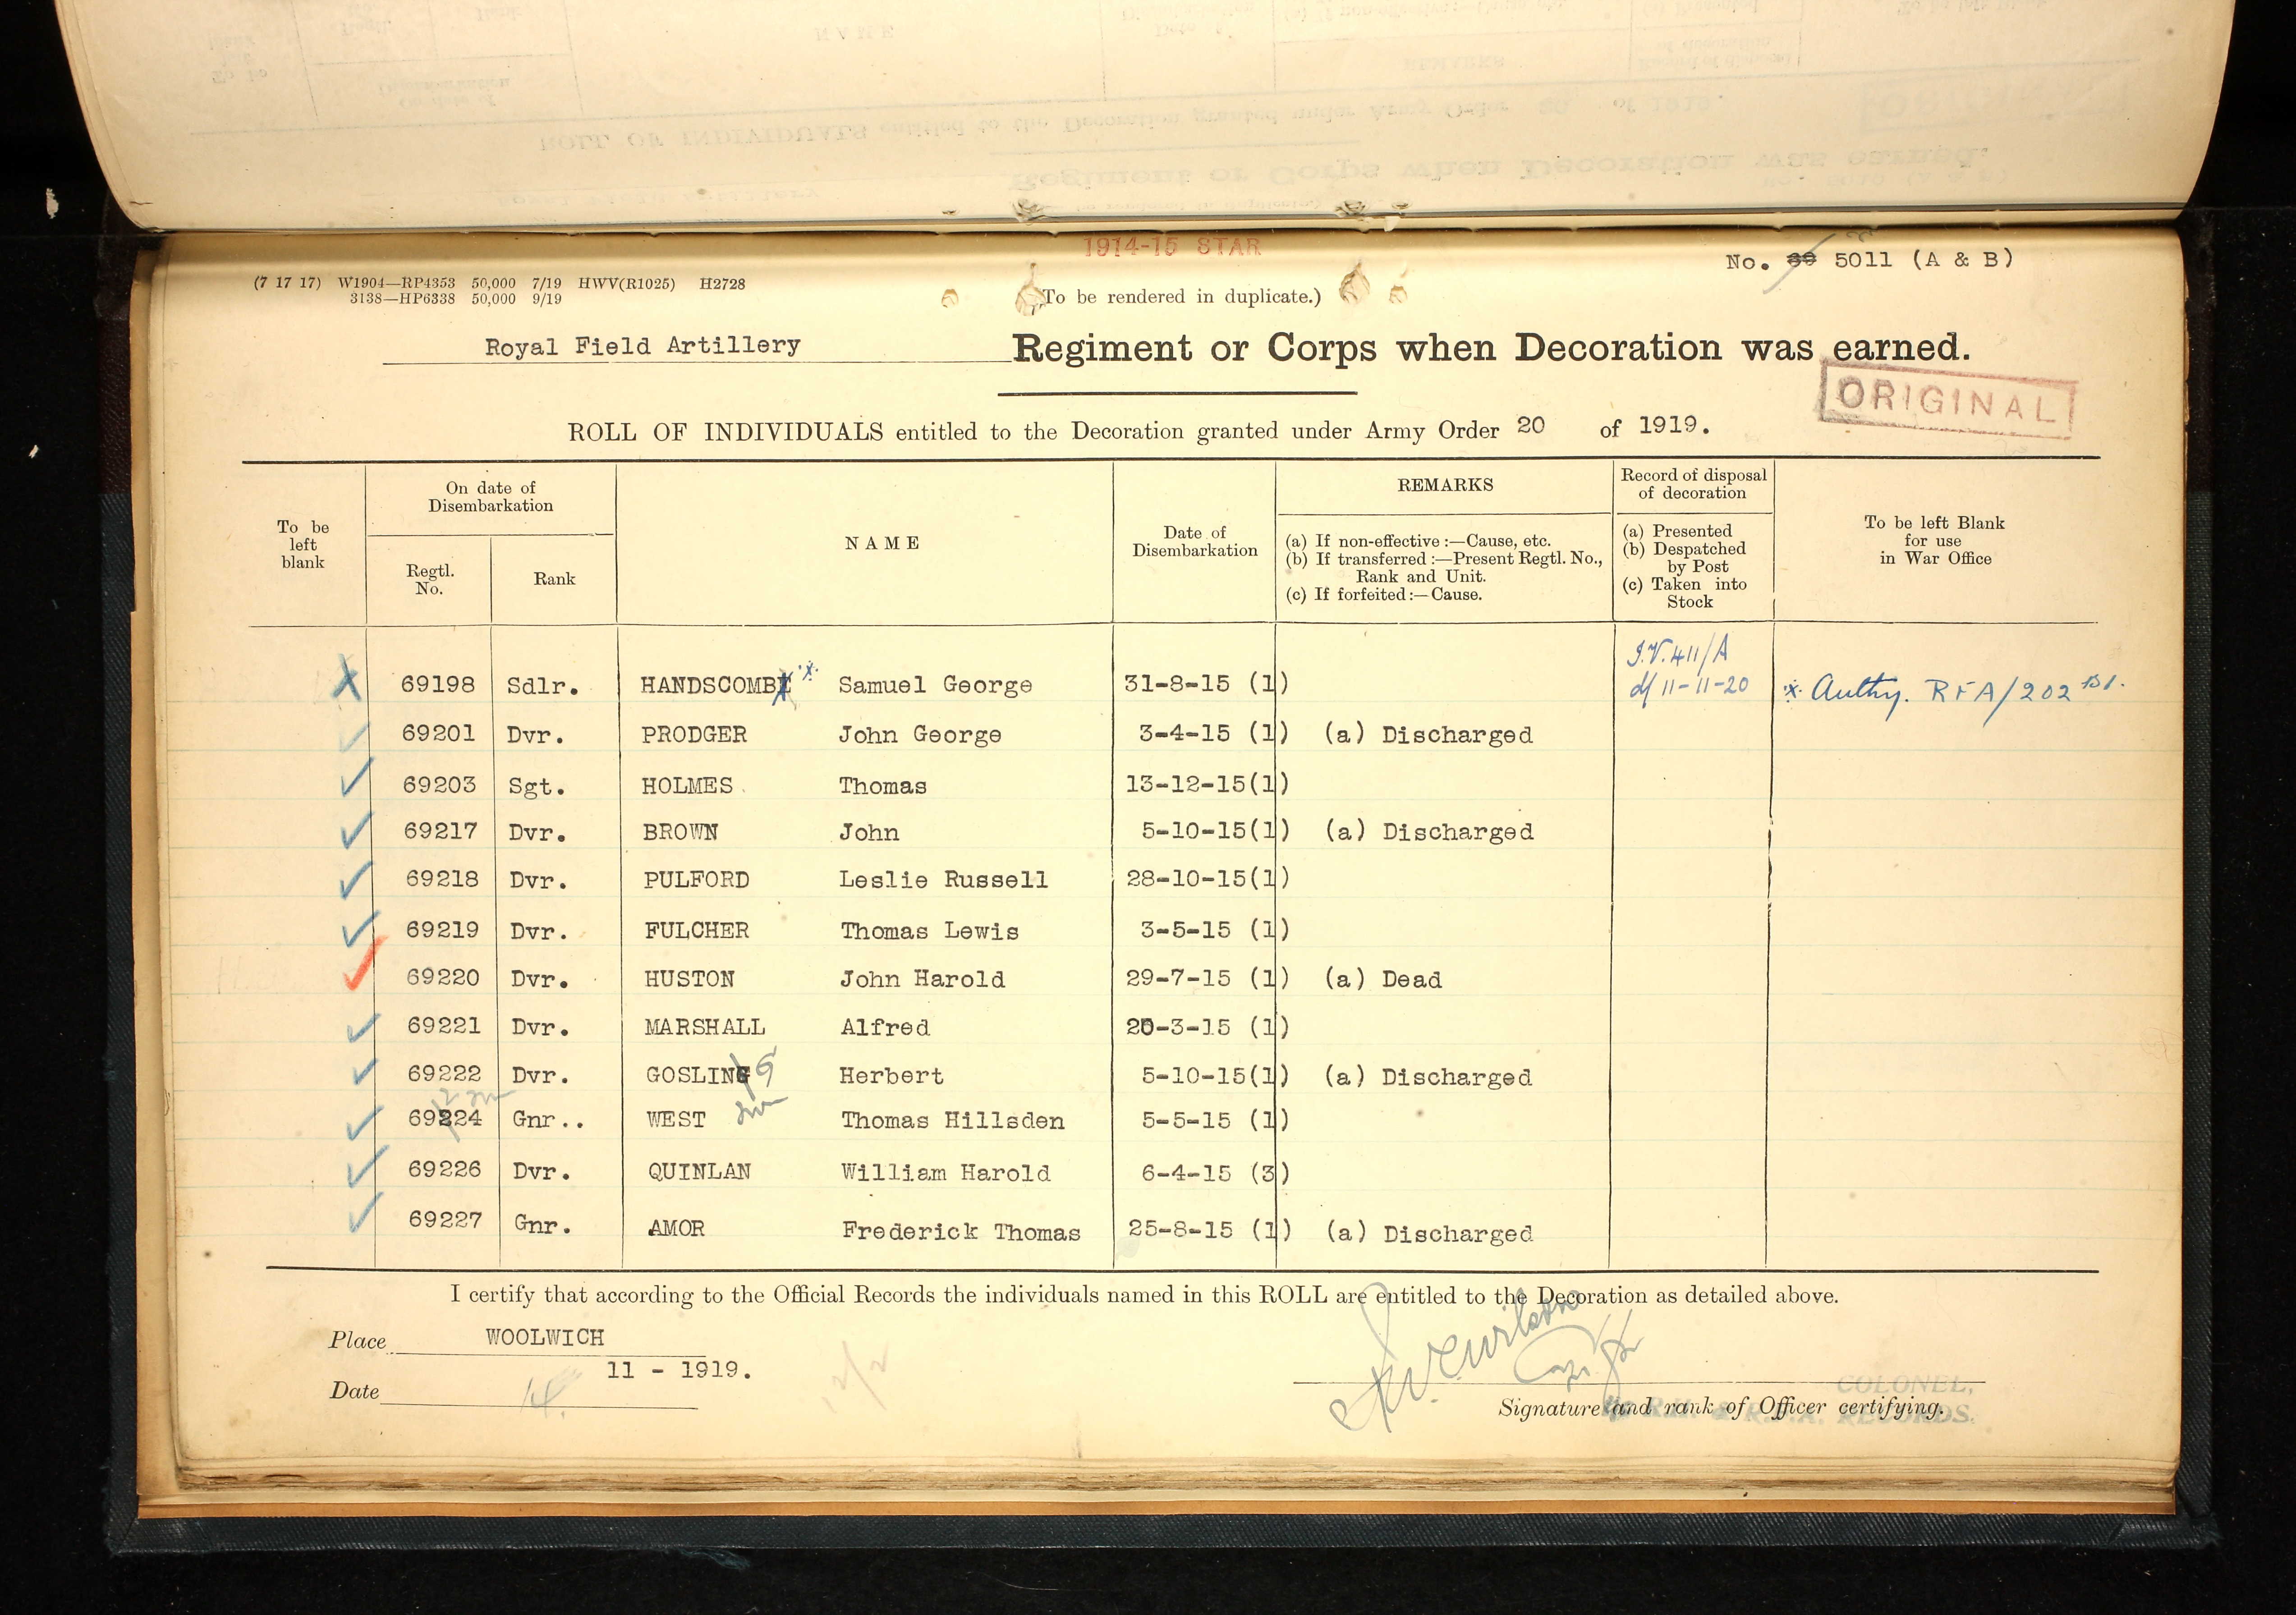 1914-15 STAR
No. 5011 (A & B)
(7 17 17) W1904—RP4353 50,000 7/19 HWV(R1025) H2728
3138—HP6338 50,000 9/19
(To be rendered in duplicate.)
Royal Field Artillery Regiment or Corps when Decoration was earned.
ORIGINAL
ROLL OF INDIVIDUALS entitled to the Decoration granted under Army Order 20 of 1919.
To be left blank
On date of Disembarkation
Regtl. No.
Rank
NAME
Date of Disembarkation
REMARKS
(a) If non-effective :—Cause, etc.
(b) If transferred :—Present Regtl. No., Rank and Unit.
(c) If forfeited :—Cause.
Record of disposal of decoration
(a) Presented
(b) Despatched by Post
(c) Taken into Stock
To be left Blank for use in War Office
I.V. 411/A
69198 Sdlr. HANDSCOMB Samuel George 31-8-15 (1) d/ 11-11-20 Authy. RFA/202
69201 Dvr. PRODGER John George 3-4-15 (1) (a) Discharged
69203 Sgt. HOLMES Thomas 13-12-15(1)
69217 Dvr. BROWN John 5-10-15(1) (a) Discharged
69218 Dvr. PULFORD Leslie Russell 28-10-15(1)
69219 Dvr. FULCHER Thomas Lewis 3-5-15 (1)
69220 Dvr. HUSTON John Harold 29-7-15 (1) (a) Dead
69221 Dvr. MARSHALL Alfred 20-3-15 (1)
69222 Dvr. GOSLING Herbert 5-10-15(1) (a) Discharged
69224 Gnr.. WEST Thomas Hillsden 5-5-15 (1)
69226 Dvr. QUINLAN William Harold 6-4-15 (3)
69227 Gnr. AMOR Frederick Thomas 25-8-15 (1) (a) Discharged
I certify that according to the Official Records the individuals named in this ROLL are entitled to the Decoration as detailed above.
Place WOOLWICH
Date 11 - 1919.
COLONEL,
Signature and rank of Officer certifying.
RECORDS.